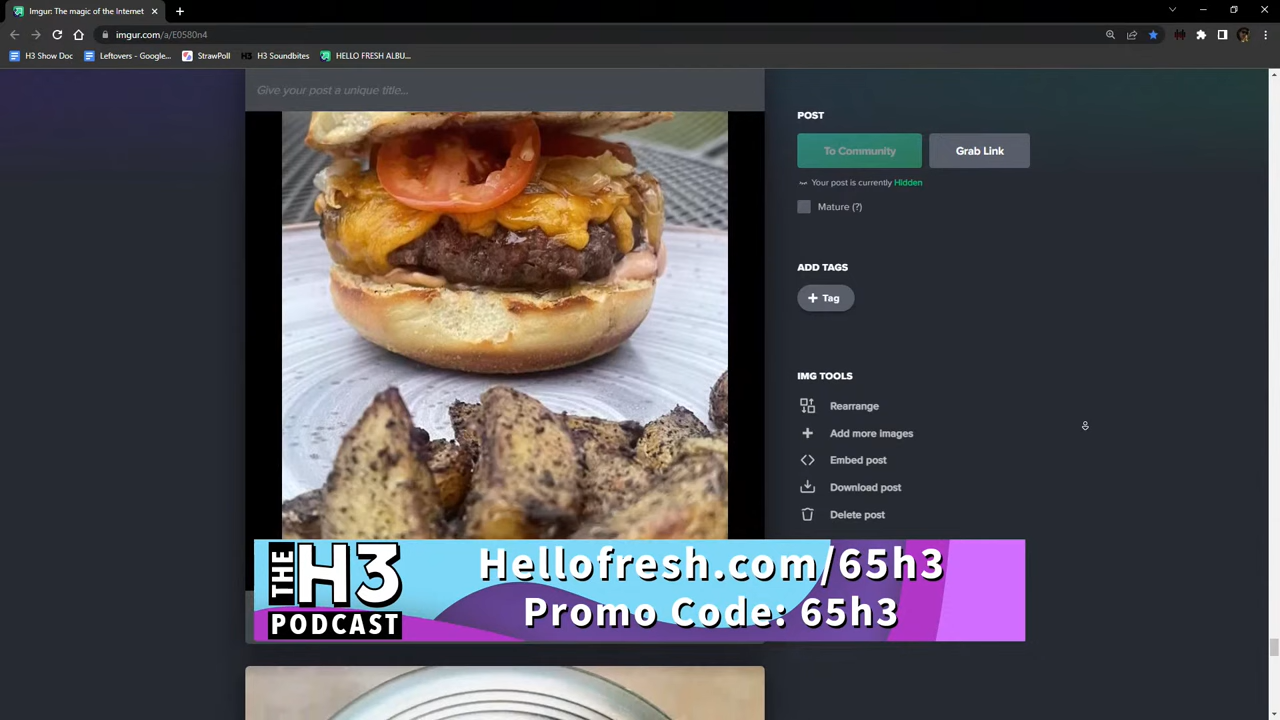 Imgur: The magic of the Internet
imgur.com/a/E0580n4
H3 Show Doc
Leftovers - Google...
StrawPoll
H3 H3 Soundbites
HELLO FRESH ALBU...
Give your post a unique title...
POST
To Community
Grab Link
Your post is currently Hidden
Mature (?)
ADD TAGS
+ Tag
IMG TOOLS
Rearrange
Add more images
Embed post
Download post
Delete post
THE H3 PODCAST
Hellofresh.com/65h3
Promo Code: 65h3